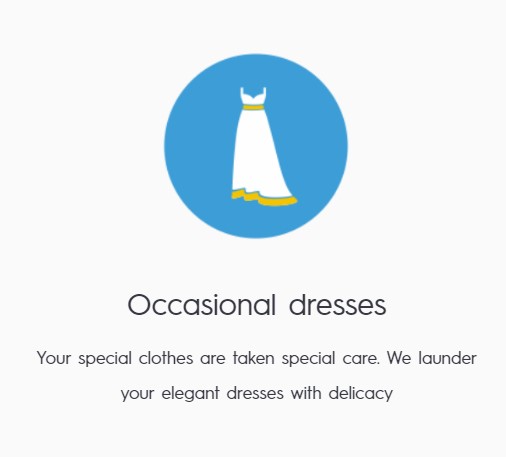 Occasional dresses
Your special clothes are taken special care. We launder
your elegant dresses with delicacy